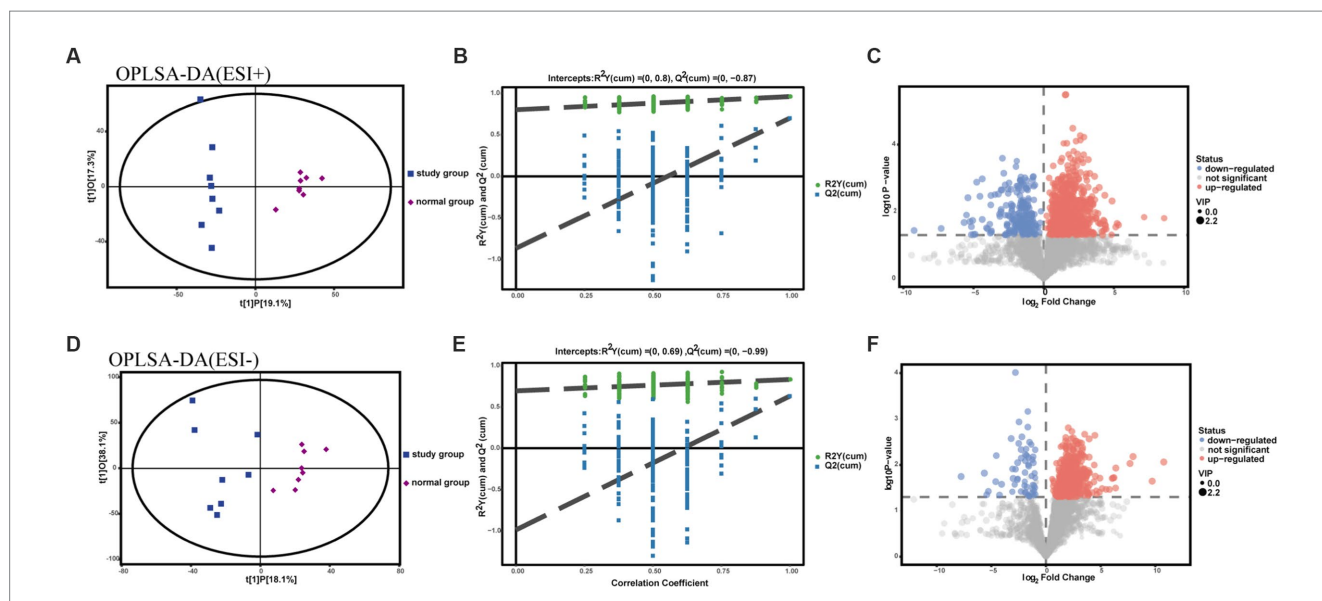 A
OPLSA-DA(ESI+)
t[1]O[17.3%]
40
0
-40
-50
0
50
t[1]P[19.1%]
study group
normal group
B
Intercepts:R2Y(cum) =(0, 0.8), Q2(cum) =(0, −0.87)
R2Y(cum) and Q2 (cum)
1.0
0.5
0.0
−0.5
−1.0
0.00
0.25
0.50
0.75
1.00
R2Y(cum)
Q2(cum)
C
log10 P-value
4
2
0
−10
−5
0
5
10
log2 Fold Change
Status
down-regulated
not significant
up-regulated
VIP
0.0
2.2
D
OPLSA-DA(ESI-)
t[1]O[38.1%]
100
50
0
-50
-100
-80
-40
0
40
80
t[1]P[18.1%]
study group
normal group
E
Intercepts:R2Y(cum) =(0, 0.69) ,Q2(cum) =(0, −0.99)
R2Y(cum) and Q2 (cum)
1.0
0.5
0.0
−0.5
−1.0
0.00
0.25
0.50
0.75
1.00
Correlation Coefficient
R2Y(cum)
Q2(cum)
F
log10P−value
4
3
2
1
0
−10
−5
0
5
10
log2 Fold Change
Status
down-regulated
not significant
up-regulated
VIP
0.0
2.2